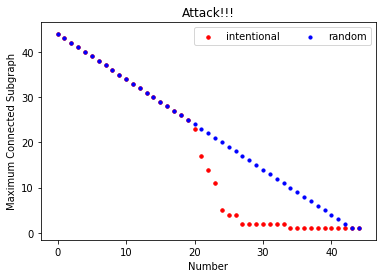 Attack!!!
intentional random
Maximum Connected Subgraph
40
30
20
10
0
0 10 20 30 40
Number